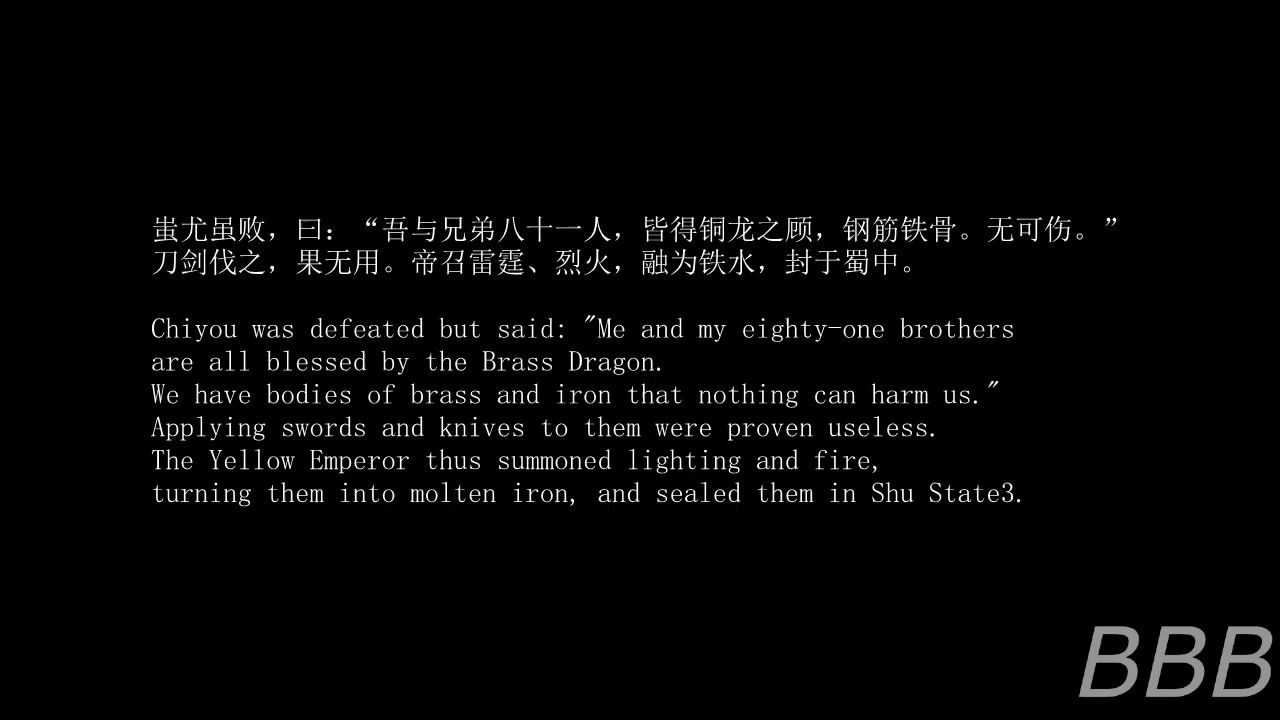 蚩尤虽败，曰：“吾与兄弟八十一人，皆得铜龙之顾，钢筋铁骨。无可伤。”
刀剑伐之，果无用。帝召雷霆、烈火，融为铁水，封于蜀中。
Chiyou was defeated but said: "Me and my eighty-one brothers
are all blessed by the Brass Dragon.
We have bodies of brass and iron that nothing can harm us."
Applying swords and knives to them were proven useless.
The Yellow Emperor thus summoned lighting and fire,
turning them into molten iron, and sealed them in Shu State3.
BBB